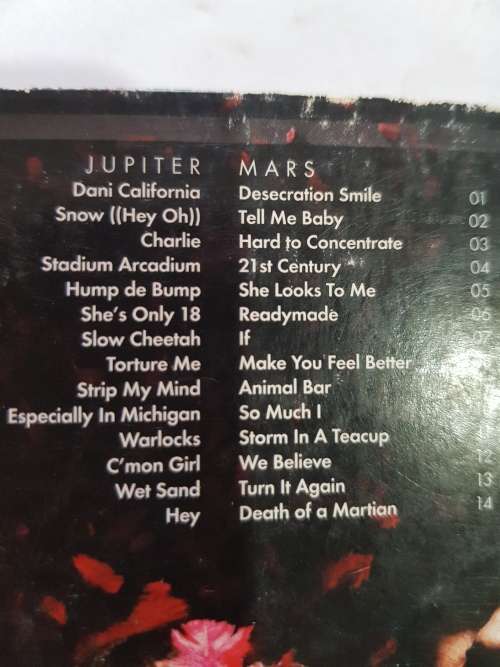 JUPITER MARS
Dani California Desecration Smile 01
Snow ((Hey Oh)) Tell Me Baby 02
Charlie Hard to Concentrate 03
Stadium Arcadium 21st Century 04
Hump de Bump She Looks To Me 05
She's Only 18 Readymade 06
Slow Cheetah If 07
Torture Me Make You Feel Better
Strip My Mind Animal Bar
Especially In Michigan So Much I
Warlocks Storm In A Teacup
C'mon Girl We Believe 12
Wet Sand Turn It Again 13
Hey Death of a Martian 14